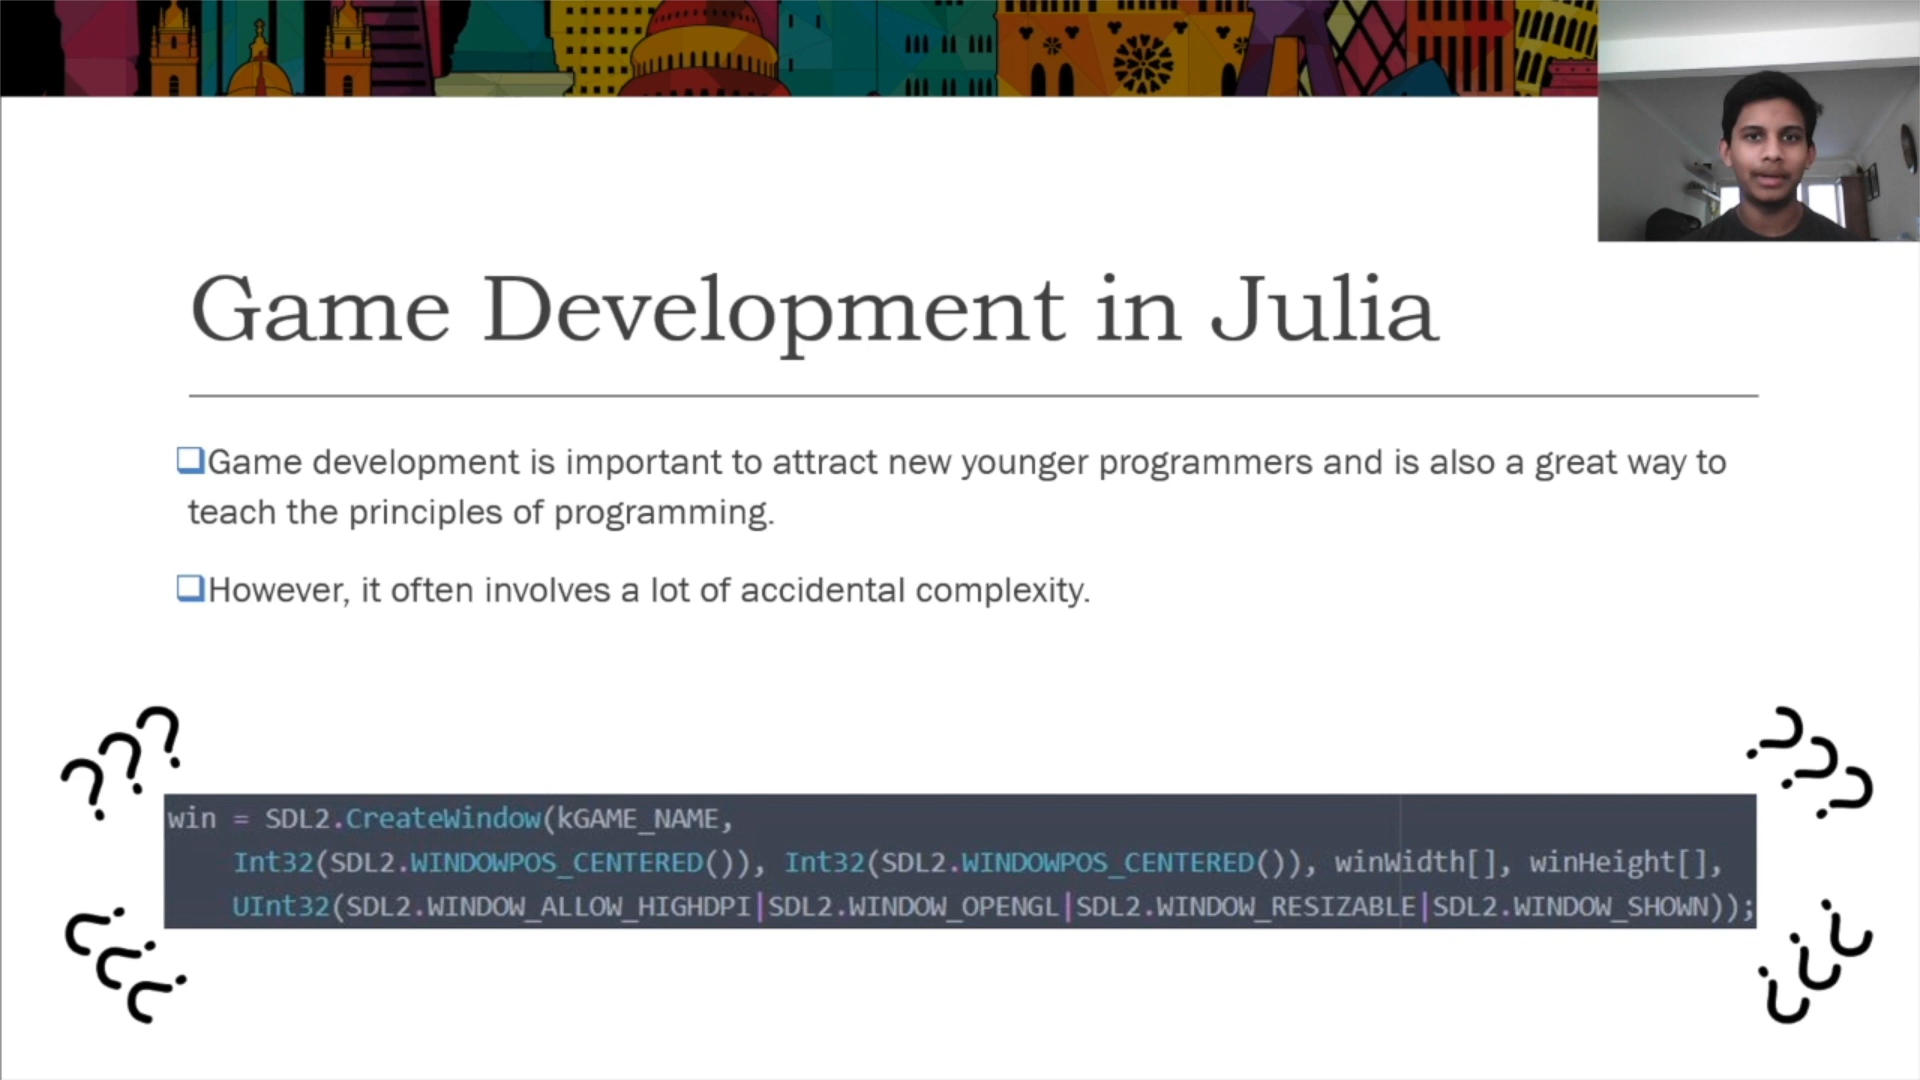 Game Development in Julia
Game development is important to attract new younger programmers and is also a great way to
teach the principles of programming.
However, it often involves a lot of accidental complexity.
???
???
win = SDL2.CreateWindow(kGAME_NAME,
Int32(SDL2.WINDOWPOS_CENTERED()), Int32(SDL2.WINDOWPOS_CENTERED()), winWidth[], winHeight[],
UInt32(SDL2.WINDOW_ALLOW_HIGHDPI|SDL2.WINDOW_OPENGL|SDL2.WINDOW_RESIZABLE|SDL2.WINDOW_SHOWN));
???
???